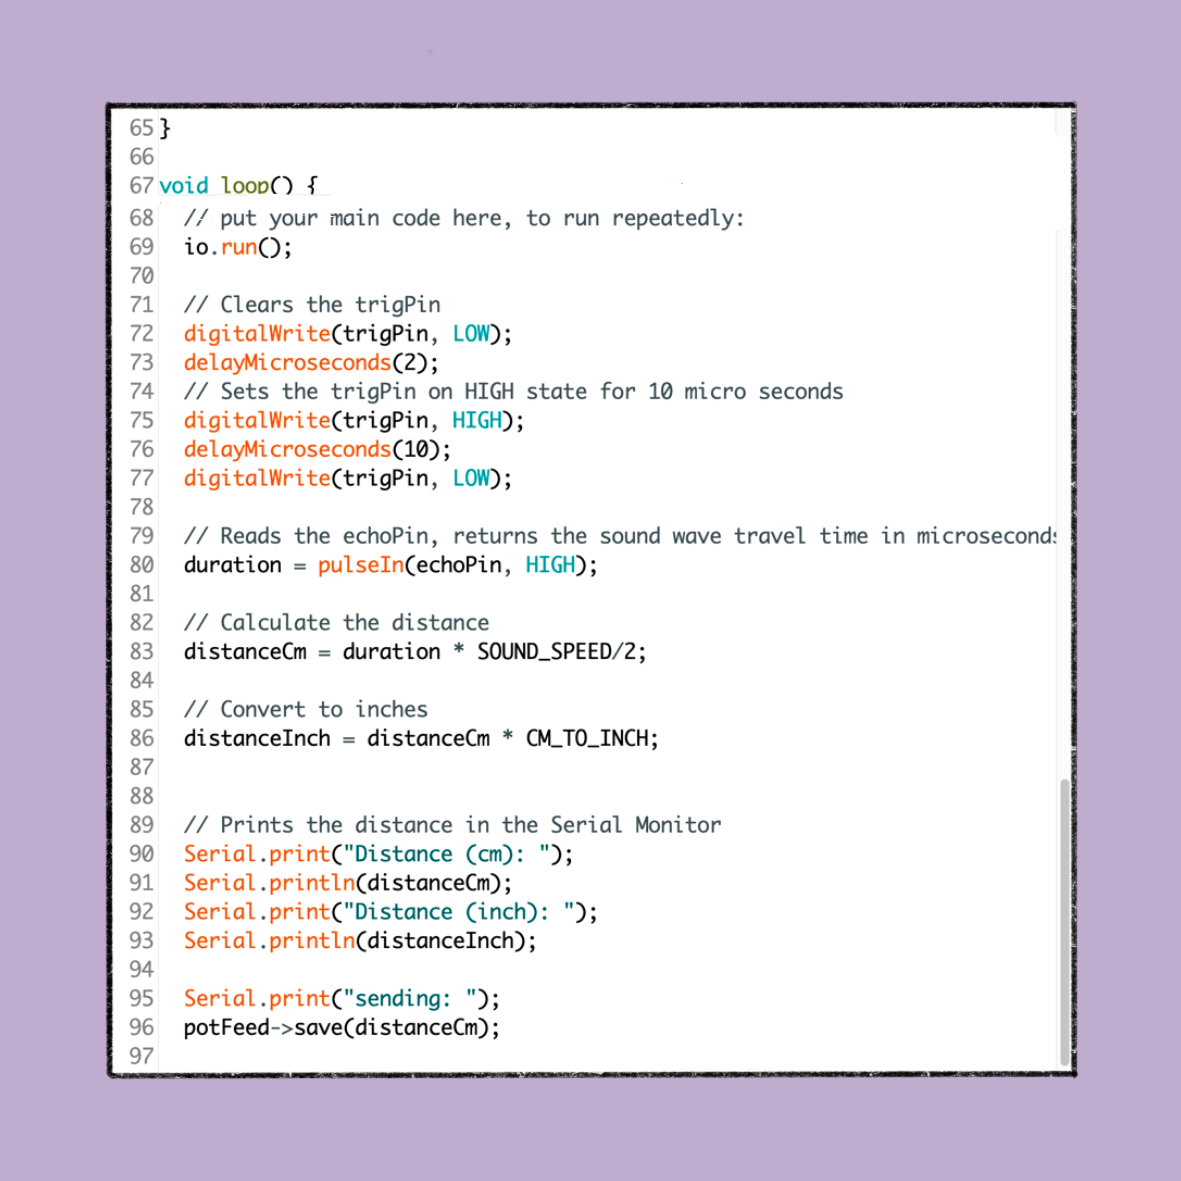 65 }
66
67 void loop() {
68 // put your main code here, to run repeatedly:
69 io.run();
70
71 // Clears the trigPin
72 digitalWrite(trigPin, LOW);
73 delayMicroseconds(2);
74 // Sets the trigPin on HIGH state for 10 micro seconds
75 digitalWrite(trigPin, HIGH);
76 delayMicroseconds(10);
77 digitalWrite(trigPin, LOW);
78
79 // Reads the echoPin, returns the sound wave travel time in microseconds
80 duration = pulseIn(echoPin, HIGH);
81
82 // Calculate the distance
83 distanceCm = duration * SOUND_SPEED/2;
84
85 // Convert to inches
86 distanceInch = distanceCm * CM_TO_INCH;
87
88
89 // Prints the distance in the Serial Monitor
90 Serial.print("Distance (cm): ");
91 Serial.println(distanceCm);
92 Serial.print("Distance (inch): ");
93 Serial.println(distanceInch);
94
95 Serial.print("sending: ");
96 potFeed->save(distanceCm);
97